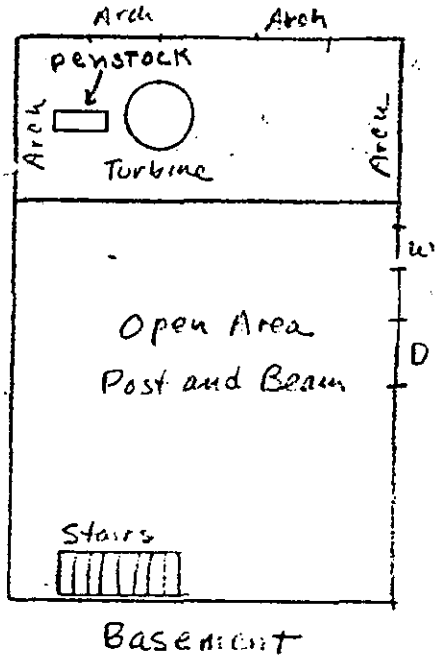 Arch
Arch
PENSTOCK
Arch
Arch
Turbine
W
D
Open Area
Post and Beam
Stairs
Basement